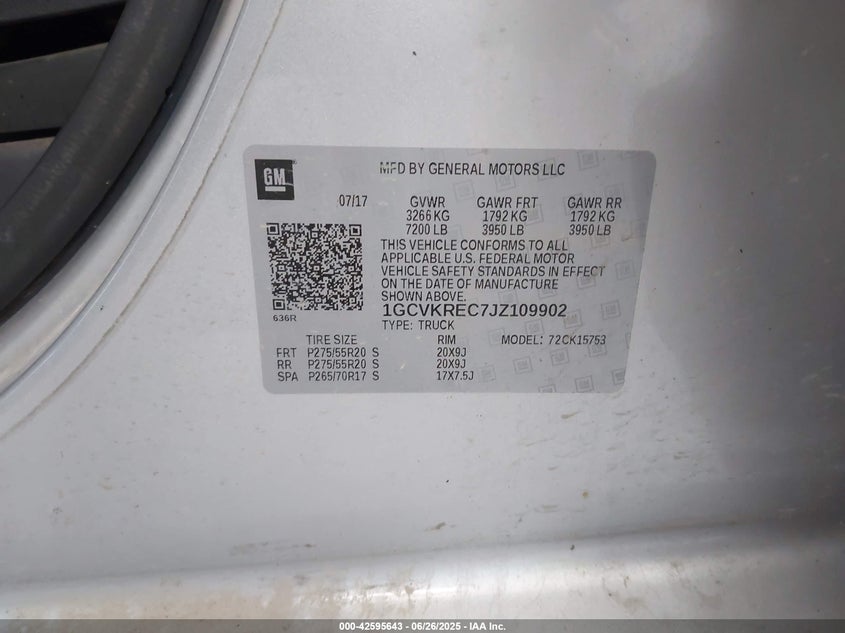 GM
MFD BY GENERAL MOTORS LLC
07/17 GVWR GAWR FRT GAWR RR
3266 KG 1792 KG 1792 KG
7200 LB 3950 LB 3950 LB
THIS VEHICLE CONFORMS TO ALL
APPLICABLE U.S. FEDERAL MOTOR
VEHICLE SAFETY STANDARDS IN EFFECT
ON THE DATE OF MANUFACTURE
SHOWN ABOVE.
636R
1GCVKREC7JZ109902
TYPE: TRUCK
TIRE SIZE RIM MODEL: 72CK15753
FRT P275/55R20 S 20X9J
RR P275/55R20 S 20X9J
SPA P265/70R17 S 17X7.5J
000-42595643 | 06/26/2025 - IAA Inc.